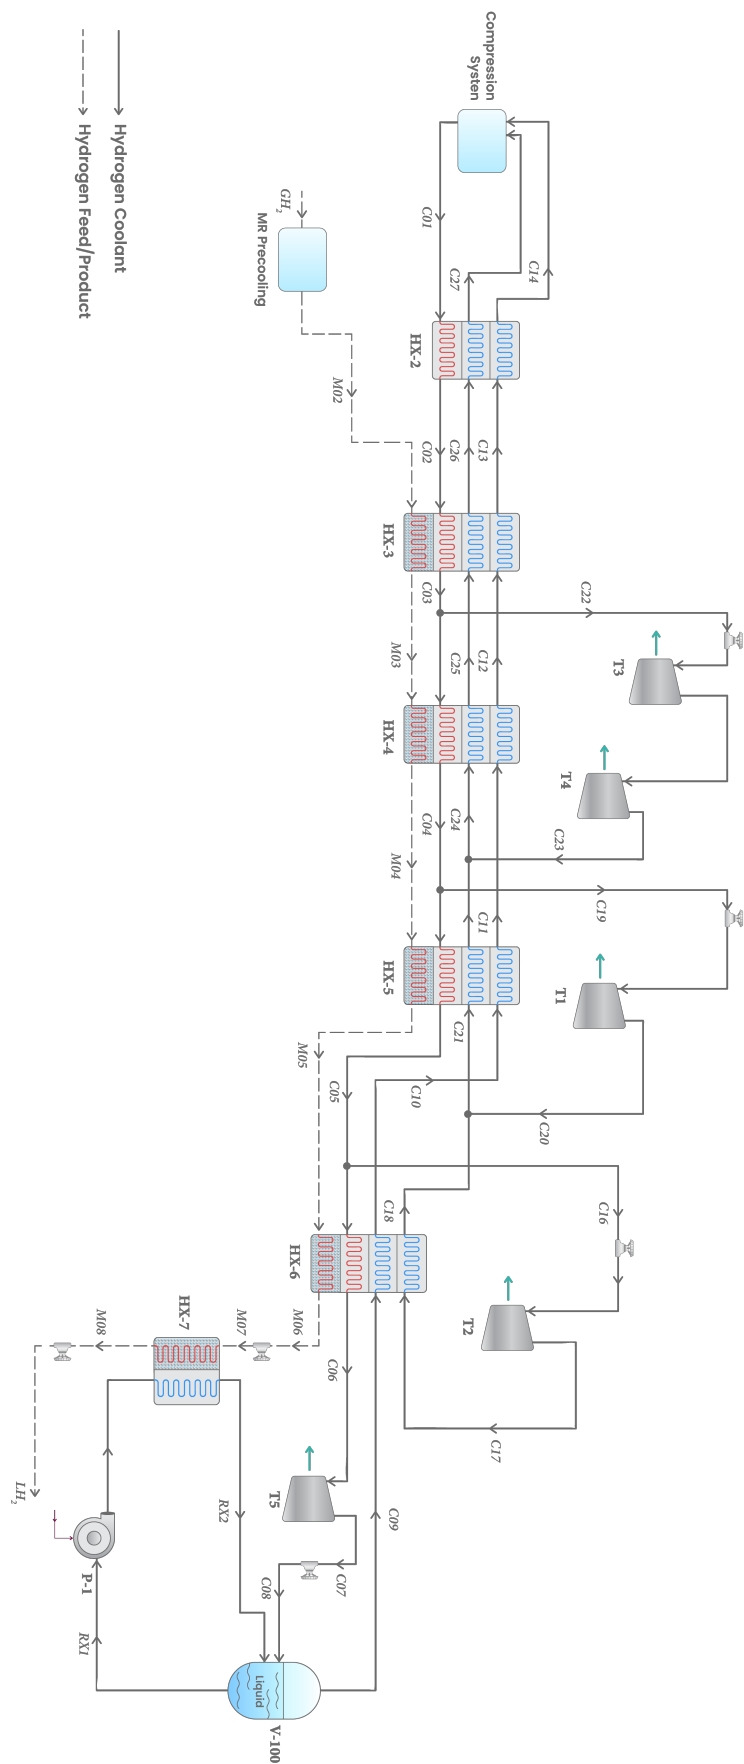 Compression
Systen
Hydrogen Coolant
Hydrogen Feed/Product
GH2
MR Precooling
C01
C27
C14
HX-2
M02
C02
C26
C13
HX-3
C03
C22
M03
C25
C12
T3
HX-4
T4
C04
C24
C23
M04
C19
C11
HX-5
T1
C21
M05
C05
C10
C20
C18
C16
HX-6
T2
HX-7
M08
M07
M06
C06
C17
LH2
RX2
T5
C09
P-1
C08
C07
RX1
Liquid
V-100